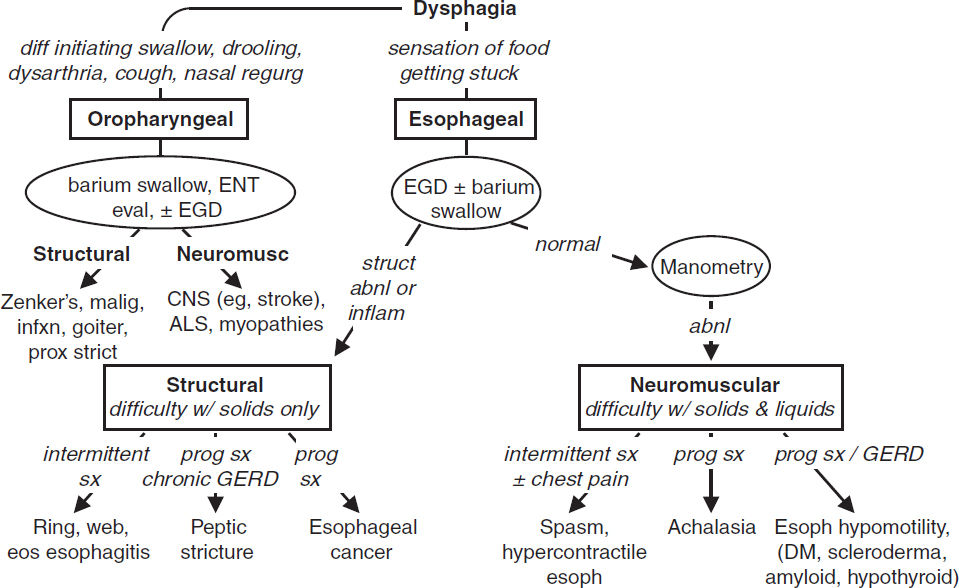 Dysphagia
diff initiating swallow, drooling,
dysarthria, cough, nasal regurg
sensation of food
getting stuck
Oropharyngeal
Esophageal
barium swallow, ENT
eval, ± EGD
EGD ± barium
swallow
normal
Manometry
Structural
Neuromusc
struct
abnl or
inflam
Zenker's, malig,
infxn, goiter,
prox strict
CNS (eg, stroke),
ALS, myopathies
abnl
Structural
difficulty w/ solids only
Neuromuscular
difficulty w/ solids & liquids
intermittent
sx
prog sx
chronic GERD
prog
sx
intermittent sx
± chest pain
prog sx
prog sx / GERD
Ring, web,
eos esophagitis
Peptic
stricture
Esophageal
cancer
Spasm,
hypercontractile
esoph
Achalasia
Esoph hypomotility,
(DM, scleroderma,
amyloid, hypothyroid)